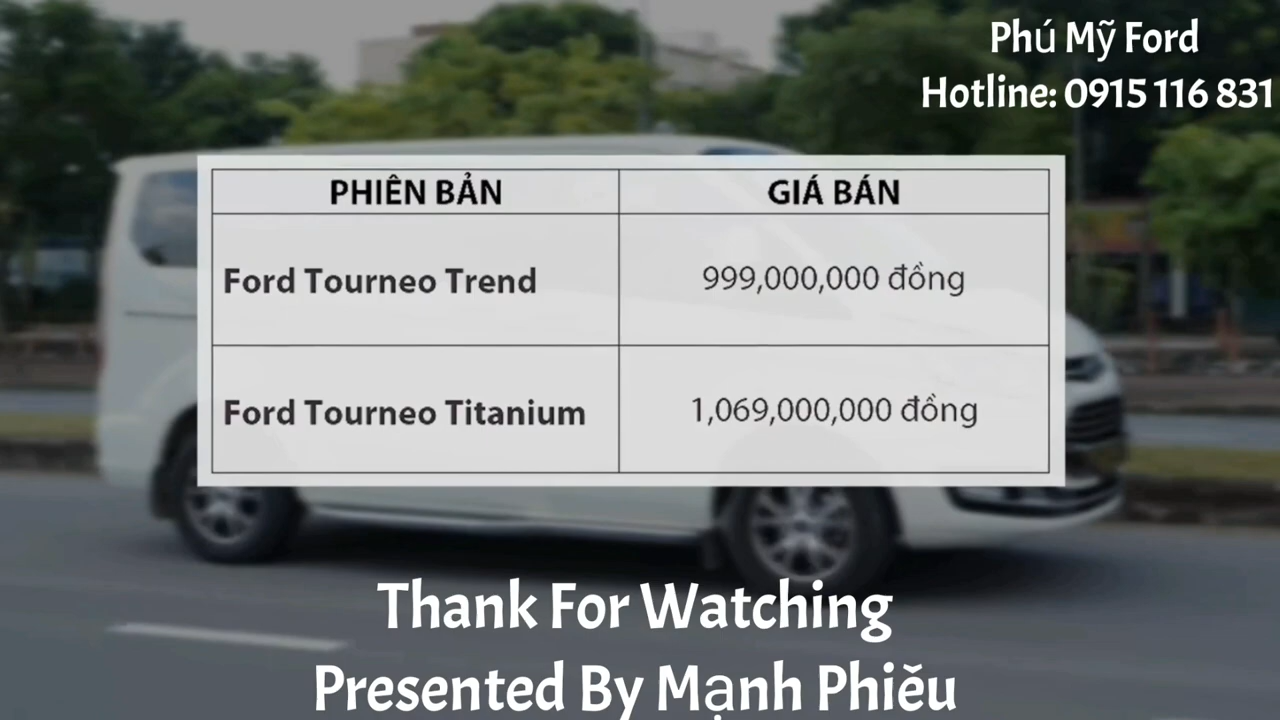 Phú Mỹ Ford
Hotline: 0915 116 831
PHIÊN BẢN GIÁ BÁN
Ford Tourneo Trend 999,000,000 đồng
Ford Tourneo Titanium 1,069,000,000 đồng
Thank For Watching
Presented By Mạnh Phiĕu